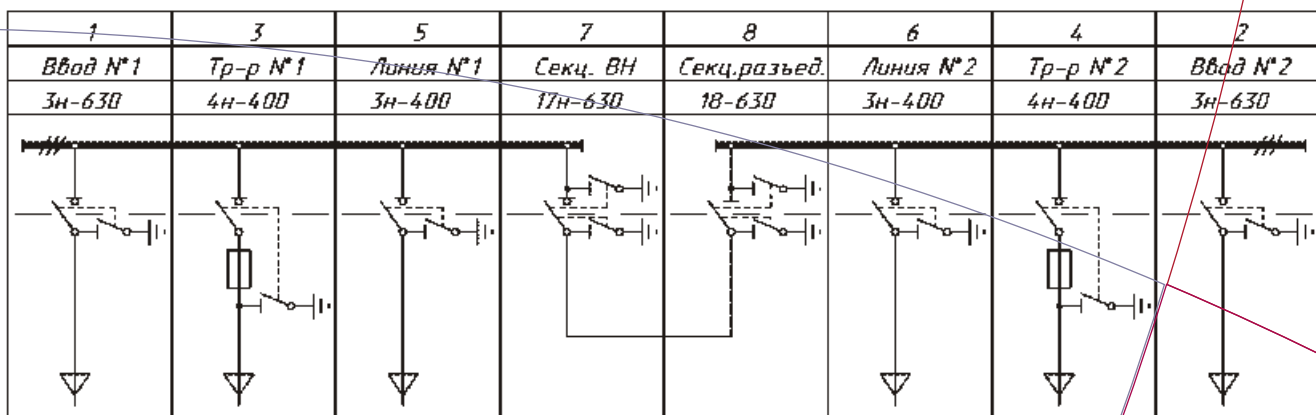 1 3 5 7 8 6 4 2
Ввод №1 Тр-р №1 Линия №1 Секц. ВН Секц.разъед. Линия №2 Тр-р №2 Ввод №2
3н-630 4н-400 3н-400 17н-630 18-630 3н-400 4н-400 3н-630